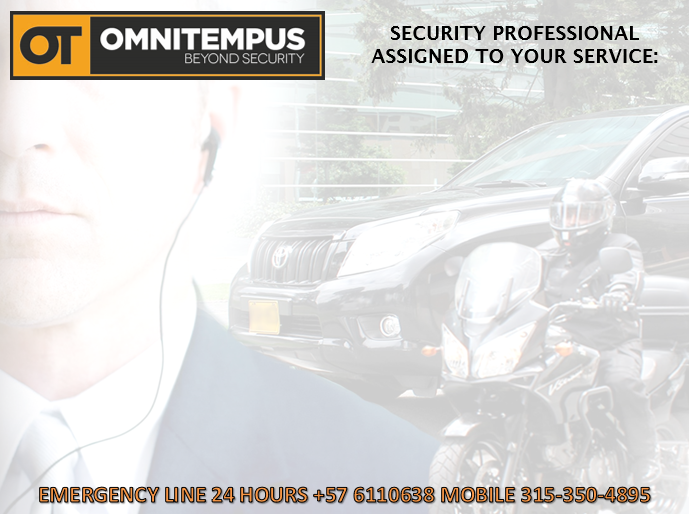 OT OMNITEMPUS
BEYOND SECURITY
SECURITY PROFESSIONAL
ASSIGNED TO YOUR SERVICE:
EMERGENCY LINE 24 HOURS +57 6110638 MOBILE 315-350-4895